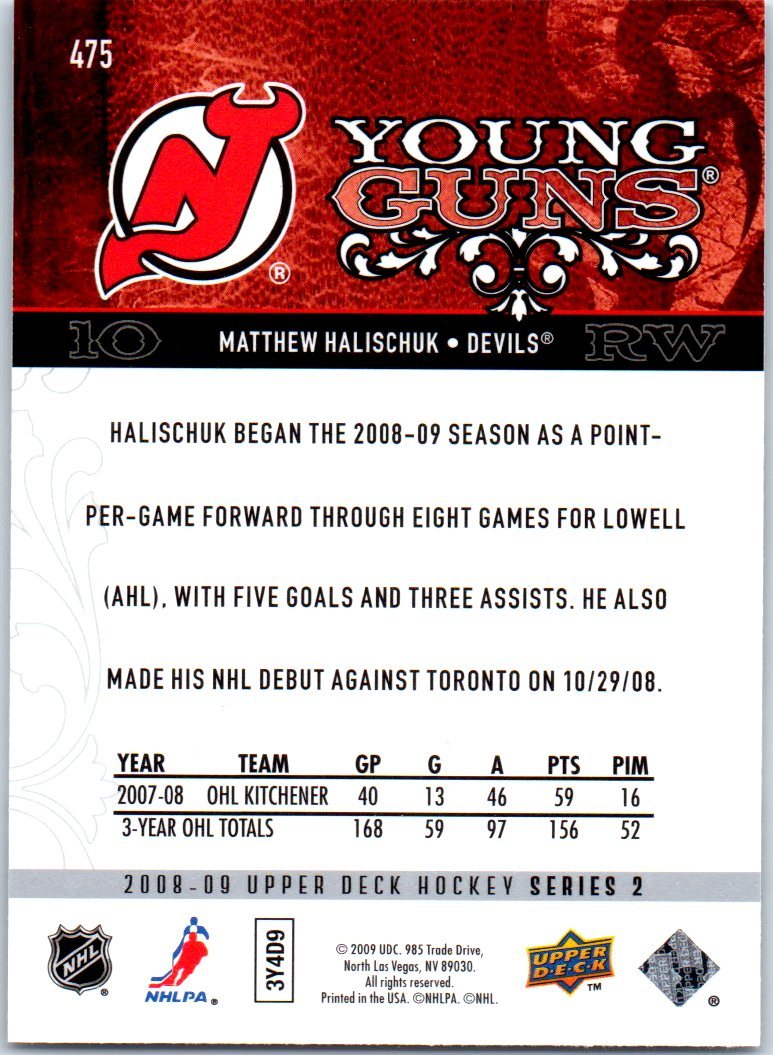 475
YOUNG
GUNS®
®
10 MATTHEW HALISCHUK • DEVILS® RW
HALISCHUK BEGAN THE 2008-09 SEASON AS A POINT-
PER-GAME FORWARD THROUGH EIGHT GAMES FOR LOWELL
(AHL), WITH FIVE GOALS AND THREE ASSISTS. HE ALSO
MADE HIS NHL DEBUT AGAINST TORONTO ON 10/29/08.
YEAR TEAM GP G A PTS PIM
2007-08 OHL KITCHENER 40 13 46 59 16
3-YEAR OHL TOTALS 168 59 97 156 52
2008-09 UPPER DECK HOCKEY SERIES 2
NHL ®
NHLPA ®
3Y4D9
© 2009 UDC. 985 Trade Drive,
North Las Vegas, NV 89030.
All rights reserved.
Printed in the USA. ©NHLPA. ©NHL.
UPPER
D·E·C·K
TM
®